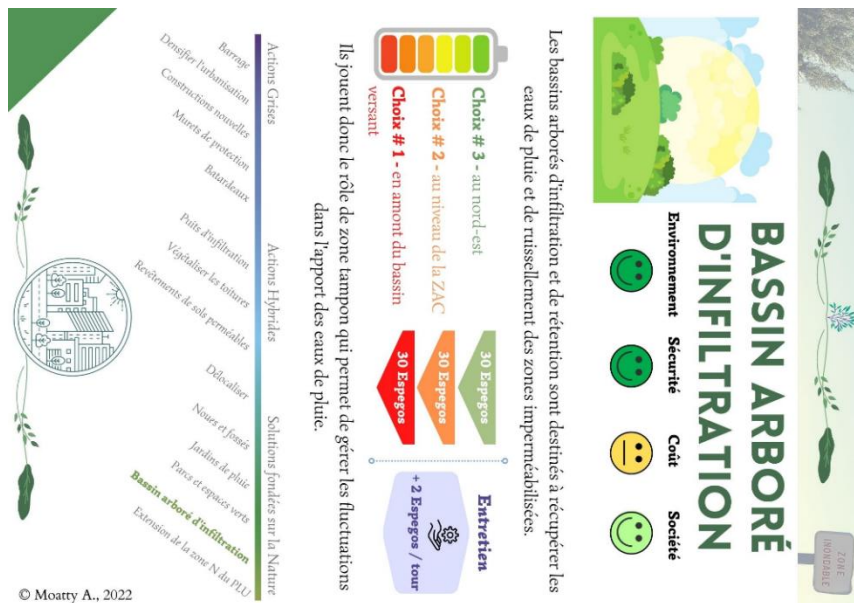 ZONE
INONDABLE
BASSIN ARBORÉ
D'INFILTRATION
Environnement
Sécurité
Coût
Société
Les bassins arborés d'infiltration et de rétention sont destinés à récupérer les
eaux de pluie et de ruissellement des zones imperméabilisées.
Choix # 3 - au nord-est
Choix # 2 - au niveau de la ZAC
Choix # 1 - en amont du bassin
versant
30 Espegos
30 Espegos
30 Espegos
Entretien
+ 2 Espegos / tour
Ils jouent donc le rôle de zone tampon qui permet de gérer les fluctuations
dans l'apport des eaux de pluie.
Actions Grises
Actions Hybrides
Solutions fondées sur la Nature
Barrage
Densifier l'urbanisation
Constructions nouvelles
Murets de protection
Batardeaux
Puits d'infiltration
Végétaliser les toitures
Revêtements de sols perméables
Délocaliser
Noues et fossés
Jardins de pluie
Parcs et espaces verts
Bassin arboré d'infiltration
Extension de la zone N du PLU
© Moatty A., 2022